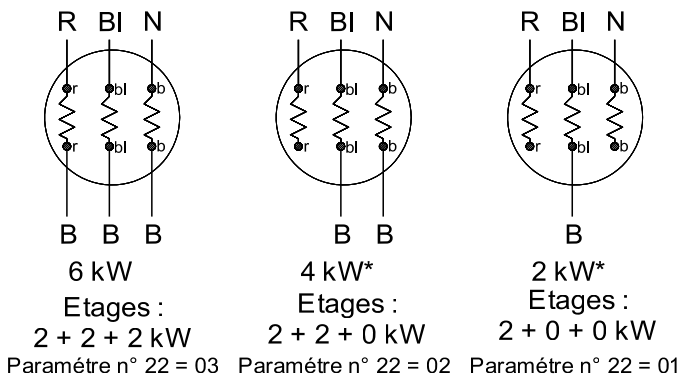 R Bl N R Bl N R Bl N
r bl b r bl b r bl b
r bl b r bl b r bl b
B B B B B B
6 kW 4 kW* 2 kW*
Etages : Etages : Etages :
2 + 2 + 2 kW 2 + 2 + 0 kW 2 + 0 + 0 kW
Paramétre n° 22 = 03 Paramétre n° 22 = 02 Paramétre n° 22 = 01